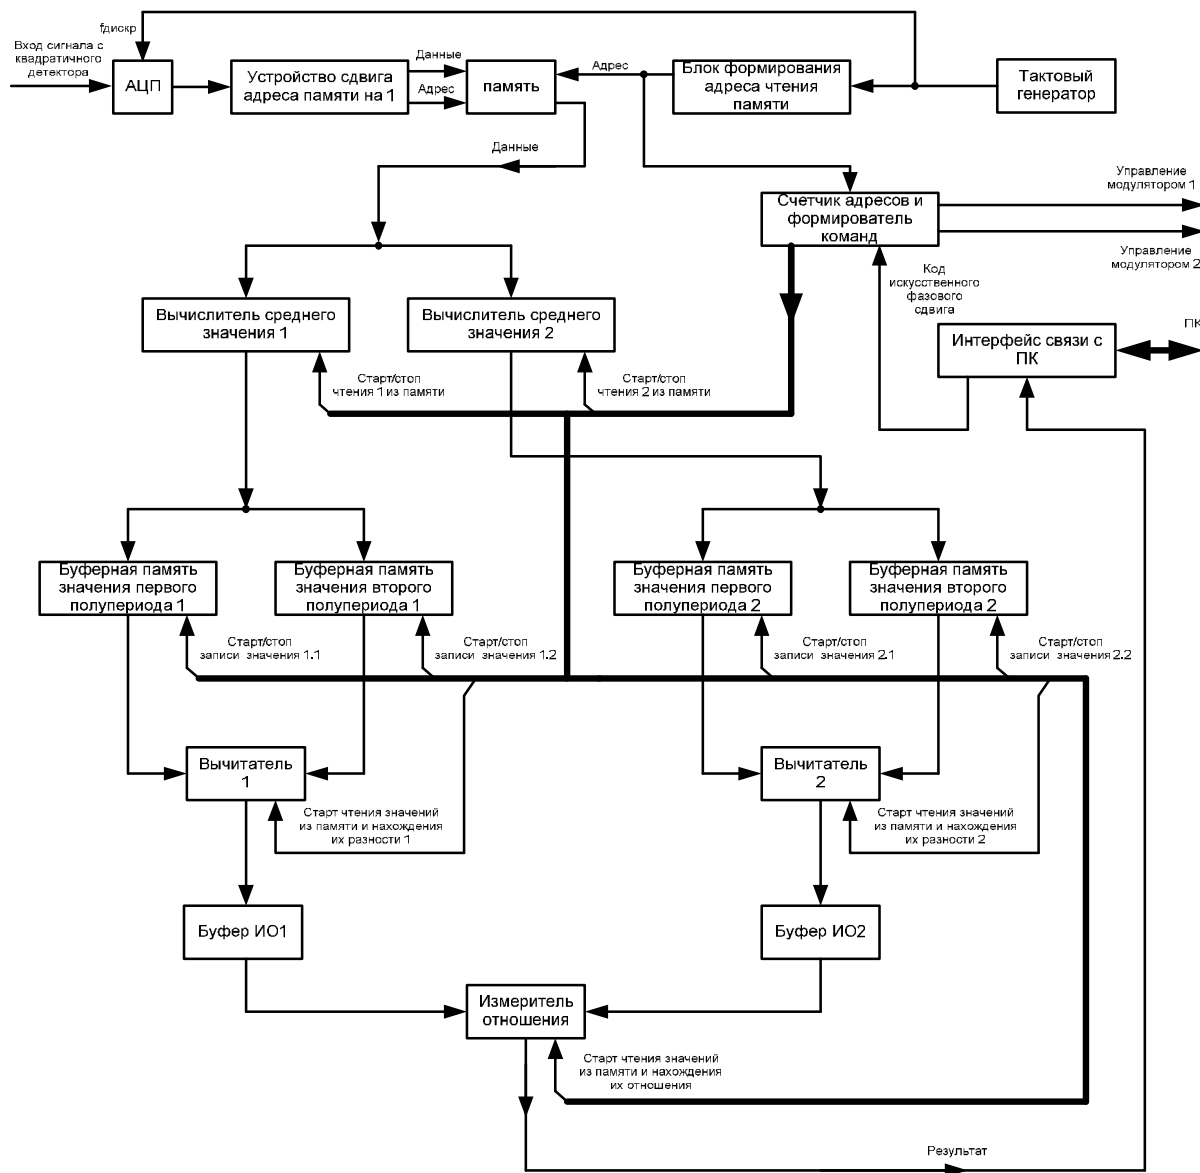 fдискр
Вход сигнала с
квадратичного
детектора
АЦП
Устройство сдвига
адреса памяти на 1
Данные
Адрес
память
Адрес
Блок формирования
адреса чтения
памяти
Тактовый
генератор
Данные
Счетчик адресов и
формирователь
команд
Управление
модулятором 1
Управление
модулятором 2
Код
искусственного
фазового
сдвига
Вычислитель среднего
значения 1
Вычислитель среднего
значения 2
Интерфейс связи с
ПК
ПК
Старт/стоп
чтения 1 из памяти
Старт/стоп
чтения 2 из памяти
Буферная память
значения первого
полупериода 1
Буферная память
значения второго
полупериода 1
Буферная память
значения первого
полупериода 2
Буферная память
значения второго
полупериода 2
Старт/стоп
записи значения 1.1
Старт/стоп
записи значения 1.2
Старт/стоп
записи значения 2.1
Старт/стоп
записи значения 2.2
Вычитатель
1
Вычитатель
2
Старт чтения значений
из памяти и нахождения
их разности 1
Старт чтения значений
из памяти и нахождения
их разности 2
Буфер ИО1
Буфер ИО2
Измеритель
отношения
Старт чтения значений
из памяти и нахождения
их отношения
Результат